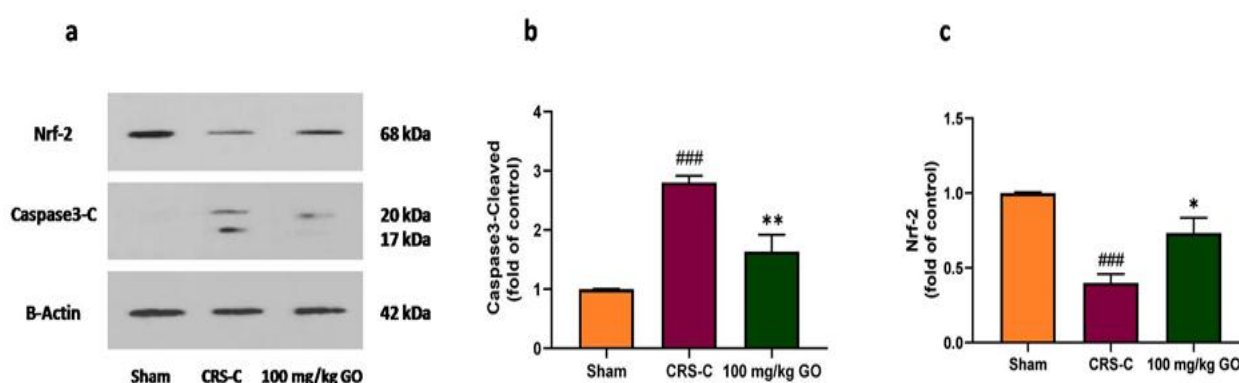 a
Nrf-2
68 kDa
Caspase3-C
20 kDa
17 kDa
B-Actin
42 kDa
Sham CRS-C 100 mg/kg GO
b
Caspase3-Cleaved
(fold of control)
4
3
2
1
0
###
**
Sham CRS-C 100 mg/kg GO
c
Nrf-2
(fold of control)
1.5
1.0
0.5
0.0
###
*
Sham CRS-C 100 mg/kg GO